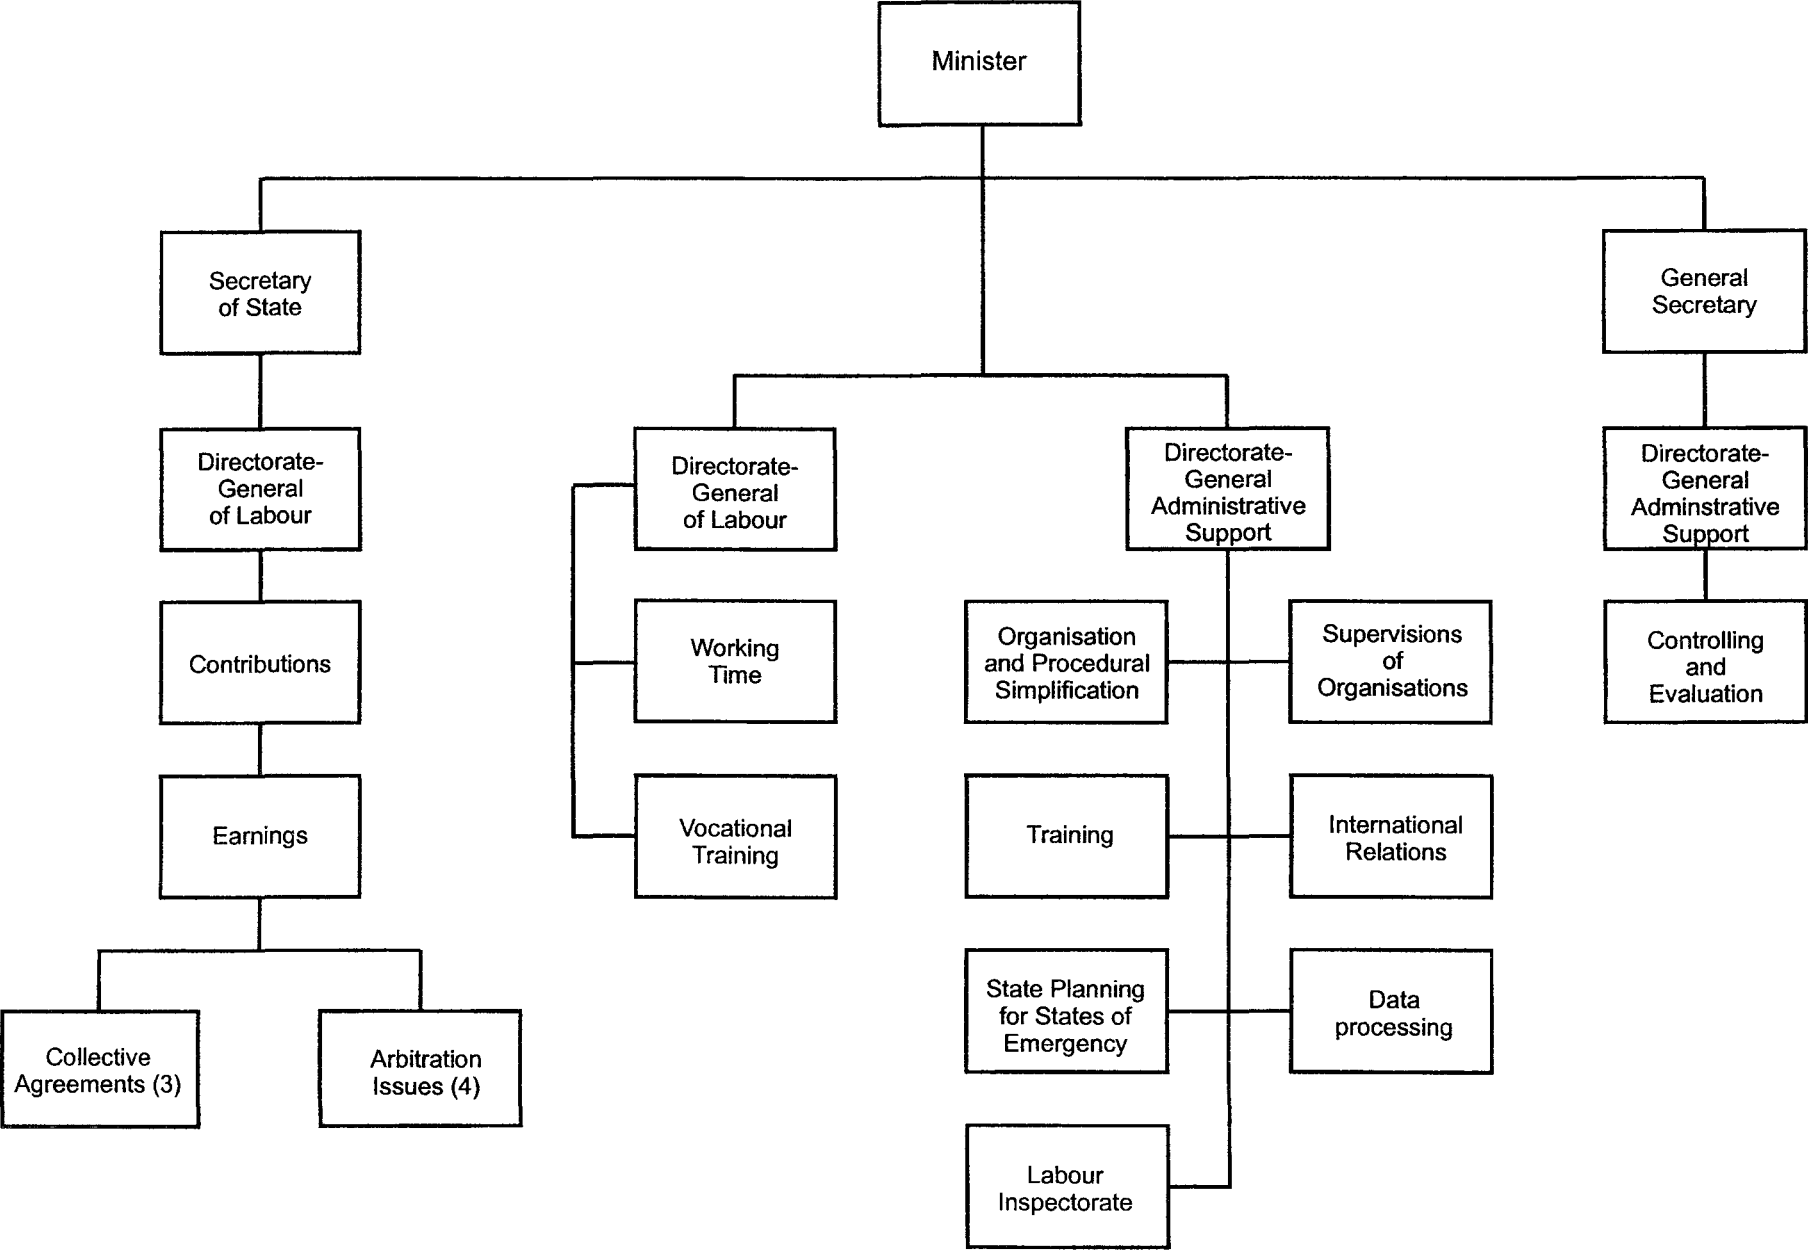 Minister
Secretary
of State
General
Secretary
Directorate-
General
of Labour
Directorate-
General
of Labour
Directorate-
General
Administrative
Support
Directorate-
General
Adminstrative
Support
Contributions
Working
Time
Organisation
and Procedural
Simplification
Supervisions
of
Organisations
Controlling
and
Evaluation
Earnings
Vocational
Training
Training
International
Relations
State Planning
for States of
Emergency
Data
processing
Collective
Agreements (3)
Arbitration
Issues (4)
Labour
Inspectorate